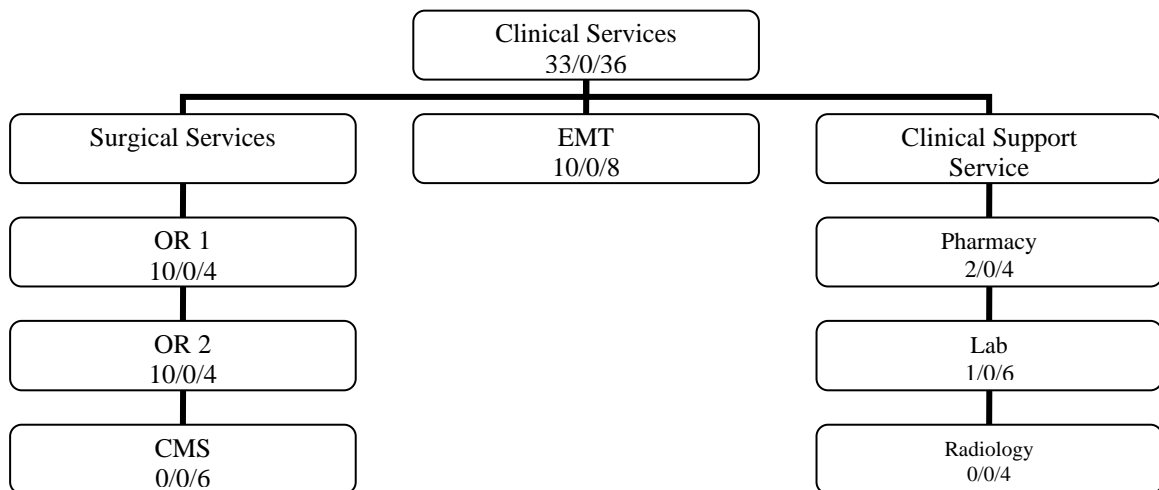 Clinical Services
33/0/36
Surgical Services
EMT
10/0/8
Clinical Support
Service
OR 1
10/0/4
Pharmacy
2/0/4
OR 2
10/0/4
Lab
1/0/6
CMS
0/0/6
Radiology
0/0/4